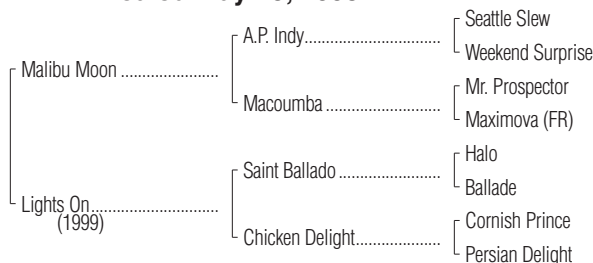 Seattle Slew
A.P. Indy
Weekend Surprise
Malibu Moon
Mr. Prospector
Macoumba
Maximova (FR)
Halo
Saint Ballado
Ballade
Lights On
(1999)
Cornish Prince
Chicken Delight
Persian Delight